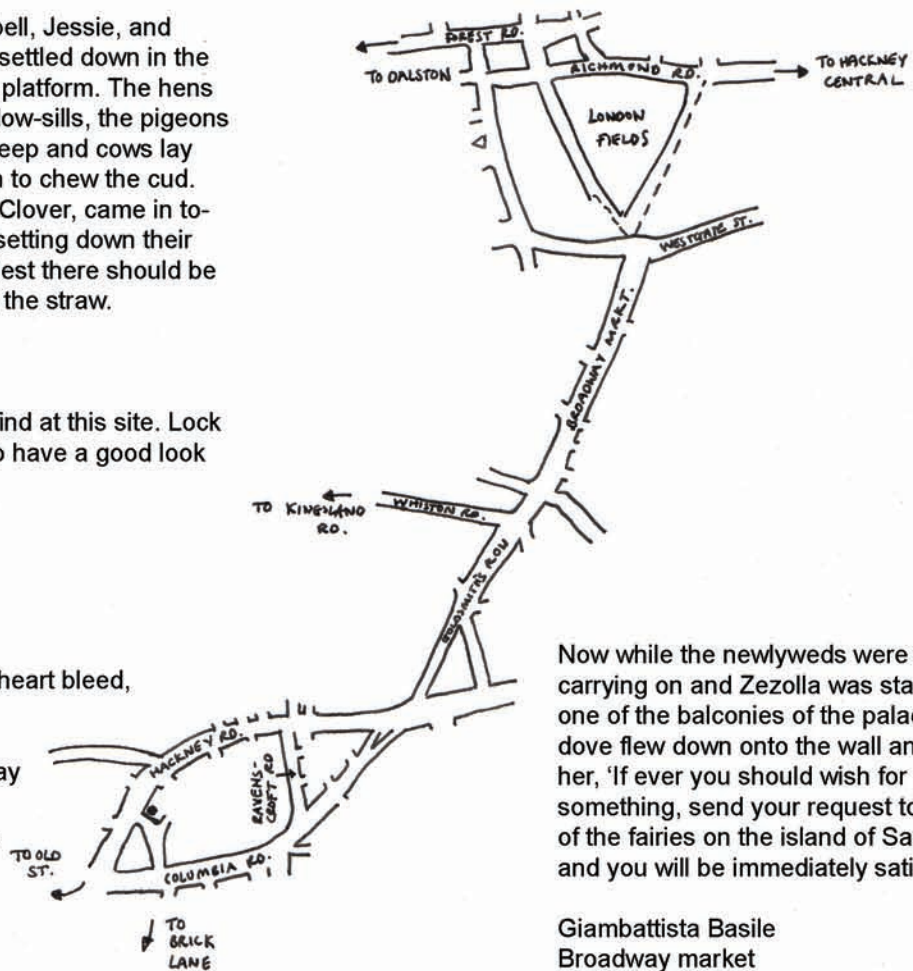 bell, Jessie, and
settled down in the
platform. The hens
low-sills, the pigeons
eep and cows lay
n to chew the cud.
Clover, came in to-
setting down their
lest there should be
the straw.
ind at this site. Lock
o have a good look
heart bleed,
ay
FOREST RD.
TO DALSTON
RICHMOND RD.
TO HACKNEY
CENTRAL
LONDON
FIELDS
WESTGATE ST.
BROADWAY MRKT.
TO KINGSLAND
RD.
WHISTON RD.
GOLDSMITH'S ROW
HACKNEY RD.
RAVENS-
CROFT RD
COLUMBIA RD.
TO OLD
ST.
TO
BRICK
LANE
Now while the newlyweds were
carrying on and Zezolla was sta
one of the balconies of the palac
dove flew down onto the wall an
her, ‘If ever you should wish for
something, send your request to
of the fairies on the island of Sa
and you will be immediately sati
Giambattista Basile
Broadway market